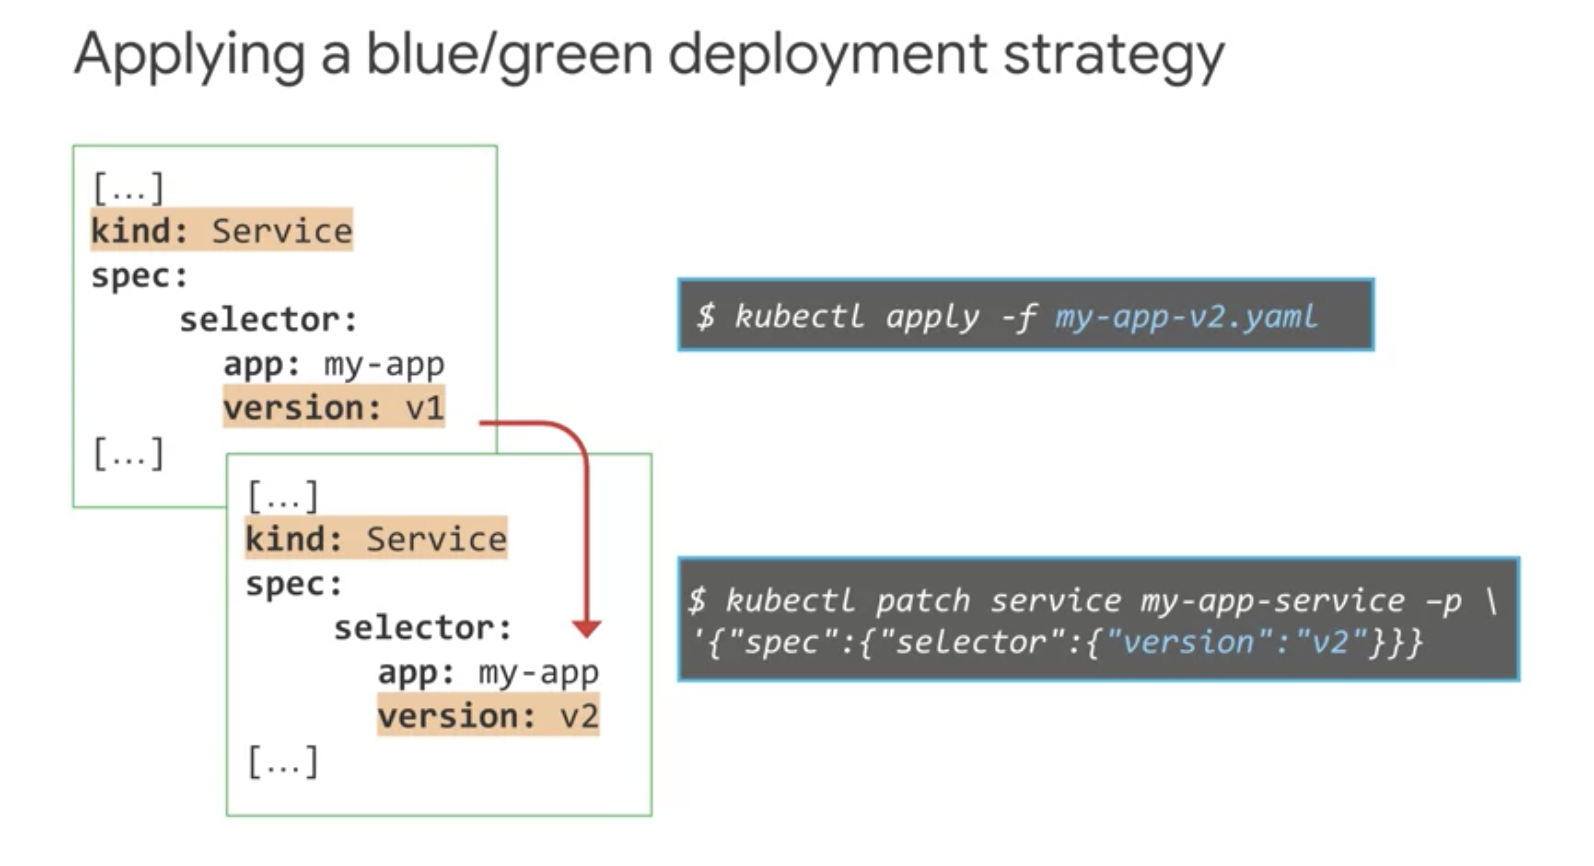 Applying a blue/green deployment strategy
[...]
kind: Service
spec:
selector:
app: my-app
version: v1
[...]
$ kubectl apply -f my-app-v2.yaml
[...]
kind: Service
spec:
selector:
app: my-app
version: v2
[...]
$ kubectl patch service my-app-service –p \
'{"spec":{"selector":{"version":"v2"}}}